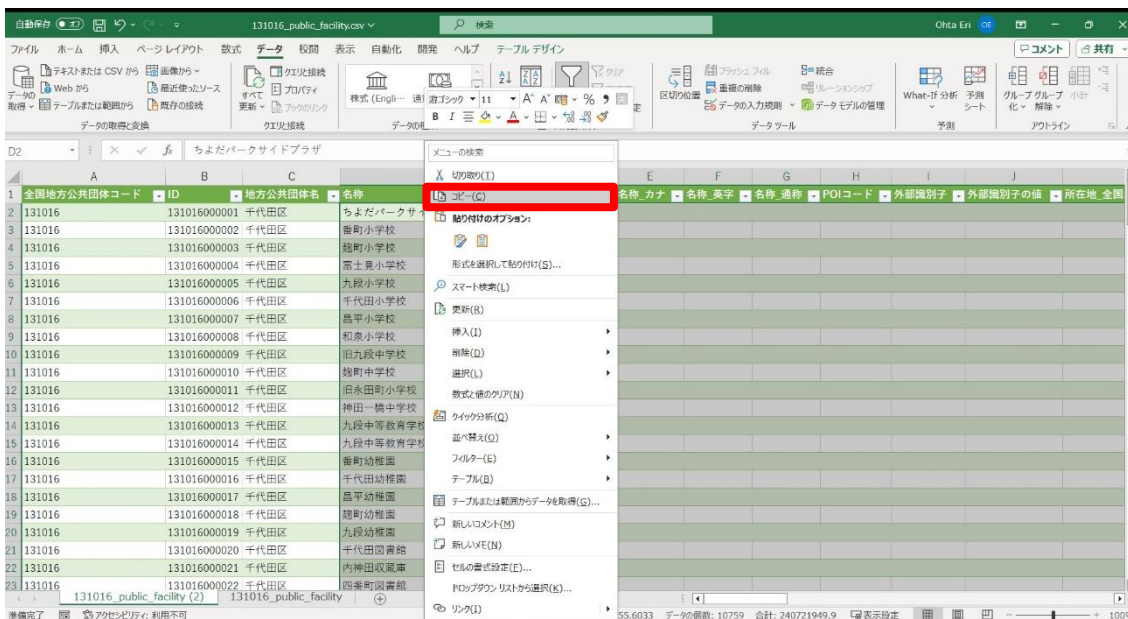 自動保存 オフ 131016_public_facility.csv 検索 Ohta Eri OE
ファイル ホーム 挿入 ページ レイアウト 数式 データ 校閲 表示 自動化 開発 ヘルプ テーブル デザイン コメント 共有
テキストまたは CSV から 画像から クエリと接続 フラッシュ フィル 統合
Web から 最近使ったソース プロパティ 重複の削除 リレーションシップ
データの取得 テーブルまたは範囲から 既存の接続 すべて更新 ブックのリンク 株式 (Engli… 区切り位置 データの入力規則 データ モデルの管理 What-If 分析 予測シート グループ化 グループ解除 小計
游ゴシック 11
データの取得と変換 クエリと接続 データ ツール 予測 アウトライン
D2 fx ちよだパークサイドプラザ
A B C E F G H I J
1 全国地方公共団体コード ID 地方公共団体名 名称 名称_カナ 名称_英字 名称_通称 POIコード 外部識別子 外部識別子の値 所在地_全国
2 131016 131016000001 千代田区 ちよだパークサイ
3 131016 131016000002 千代田区 番町小学校
4 131016 131016000003 千代田区 麹町小学校
5 131016 131016000004 千代田区 富士見小学校
6 131016 131016000005 千代田区 九段小学校
7 131016 131016000006 千代田区 千代田小学校
8 131016 131016000007 千代田区 昌平小学校
9 131016 131016000008 千代田区 和泉小学校
10 131016 131016000009 千代田区 旧九段中学校
11 131016 131016000010 千代田区 麹町中学校
12 131016 131016000011 千代田区 旧永田町小学校
13 131016 131016000012 千代田区 神田一橋中学校
14 131016 131016000013 千代田区 九段中等教育学校
15 131016 131016000014 千代田区 九段中等教育学校
16 131016 131016000015 千代田区 番町幼稚園
17 131016 131016000016 千代田区 千代田幼稚園
18 131016 131016000017 千代田区 昌平幼稚園
19 131016 131016000018 千代田区 麹町幼稚園
20 131016 131016000019 千代田区 九段幼稚園
21 131016 131016000020 千代田区 千代田図書館
22 131016 131016000021 千代田区 内神田収蔵庫
23 131016 131016000022 千代田区 四番町図書館
メニューの検索
切り取り(T)
コピー(C)
貼り付けのオプション:
形式を選択して貼り付け(S)...
スマート検索(L)
更新(R)
挿入(I)
削除(D)
選択(L)
数式と値のクリア(N)
クイック分析(Q)
並べ替え(O)
フィルター(E)
テーブル(B)
テーブルまたは範囲からデータを取得(G)...
新しいコメント(M)
新しいメモ(N)
セルの書式設定(F)...
ドロップダウン リストから選択(K)...
リンク(I)
131016_public_facility (2) 131016_public_facility
準備完了 アクセシビリティ: 利用不可 55.6033 データの個数: 10759 合計: 240721949.9 表示設定 100%